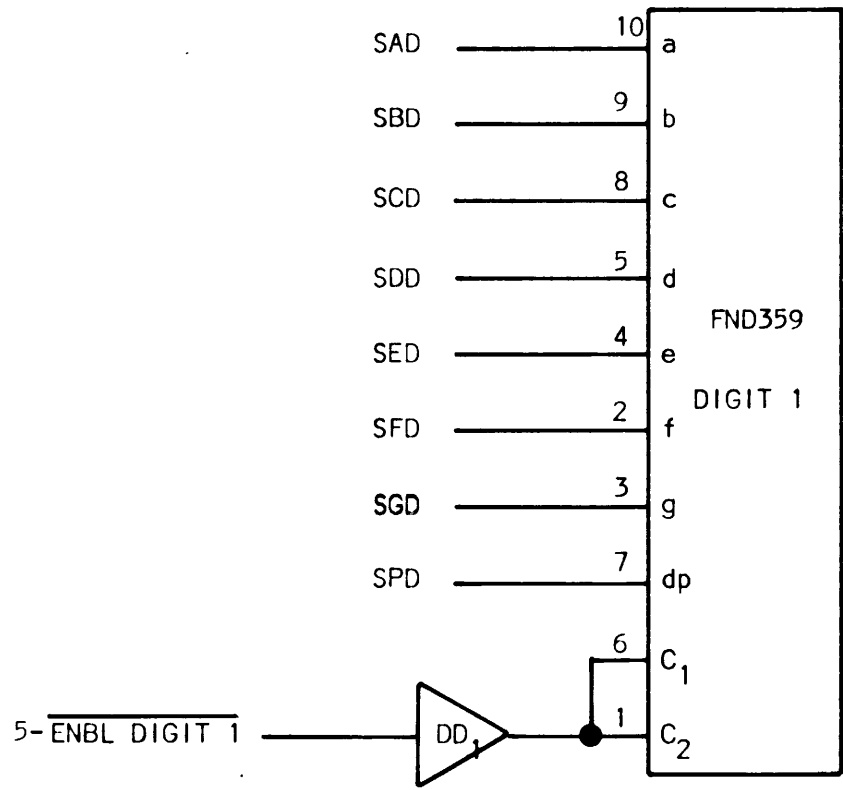 SAD 10 a
SBD 9 b
SCD 8 c
SDD 5 d
FND359
SED 4 e
DIGIT 1
SFD 2 f
SGD 3 g
SPD 7 dp
6 C1
5-ENBL DIGIT 1 DD1 1 C2